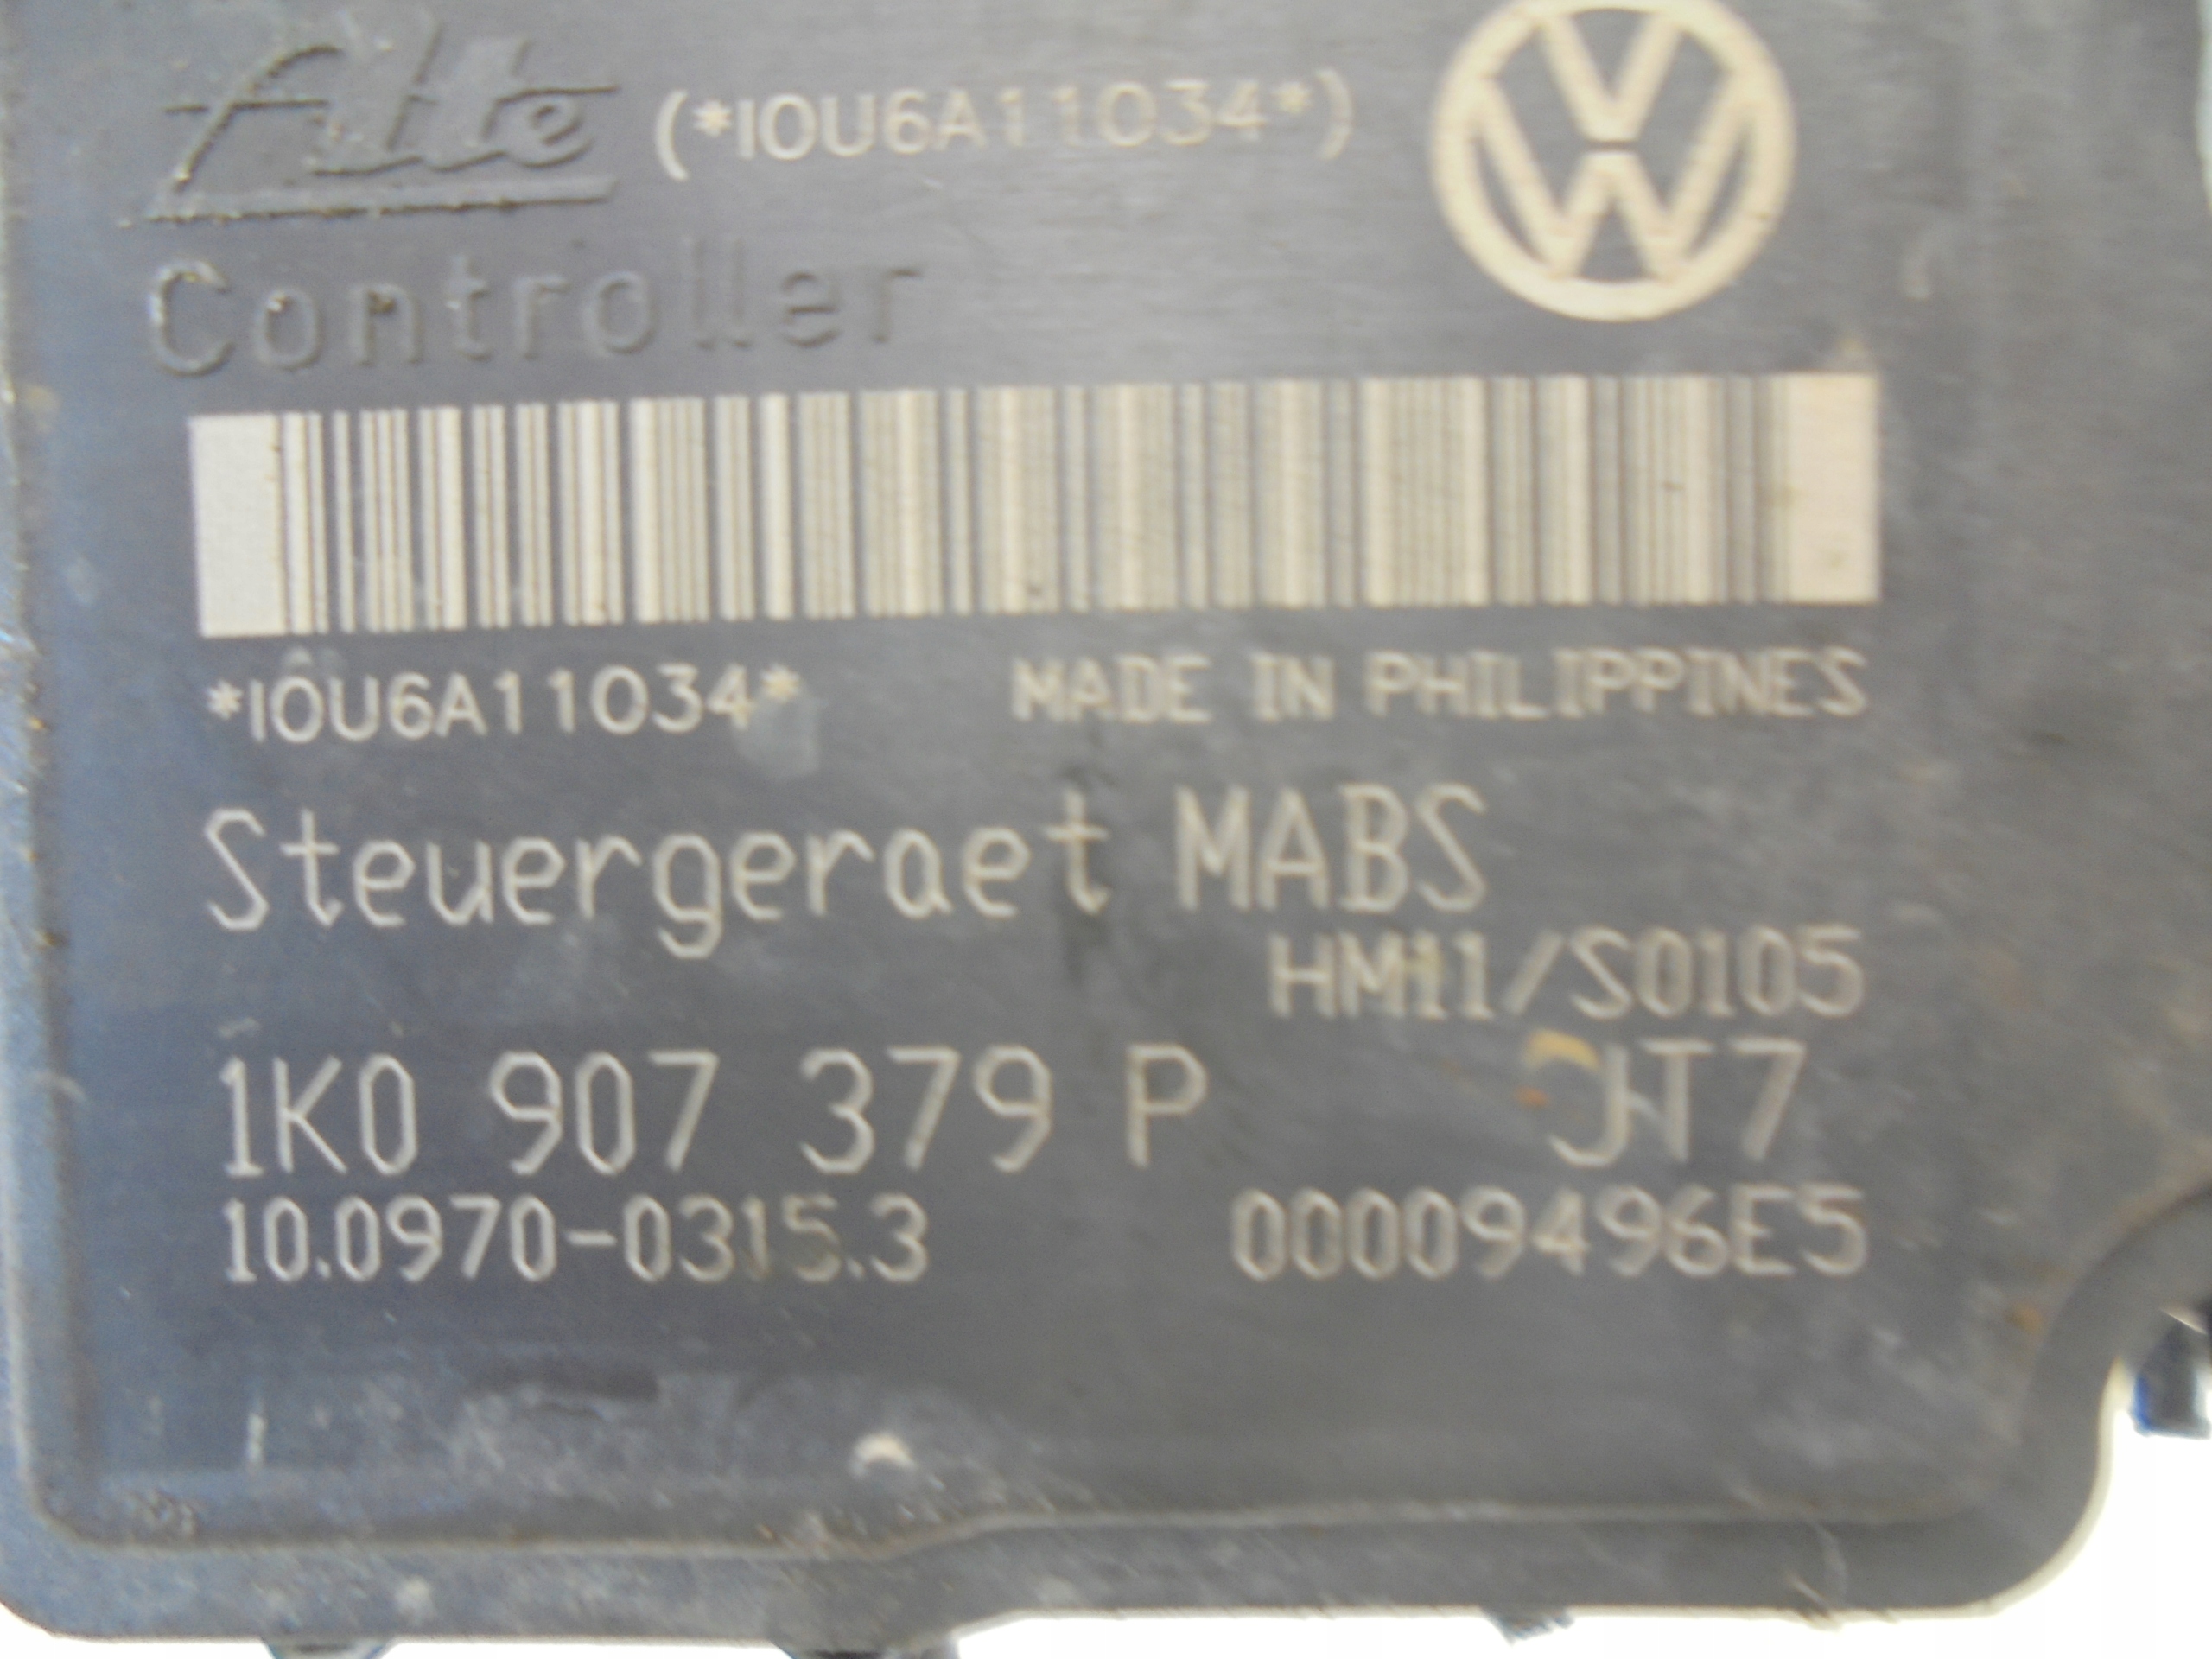 Ate (*IOU6A11034*)
Controller
*IOU6A11034* MADE IN PHILIPPINES
Steuergeraet MABS
HM11/S0105
1K0 907 379 P JT7
10.0970-0315.3 00009496E5